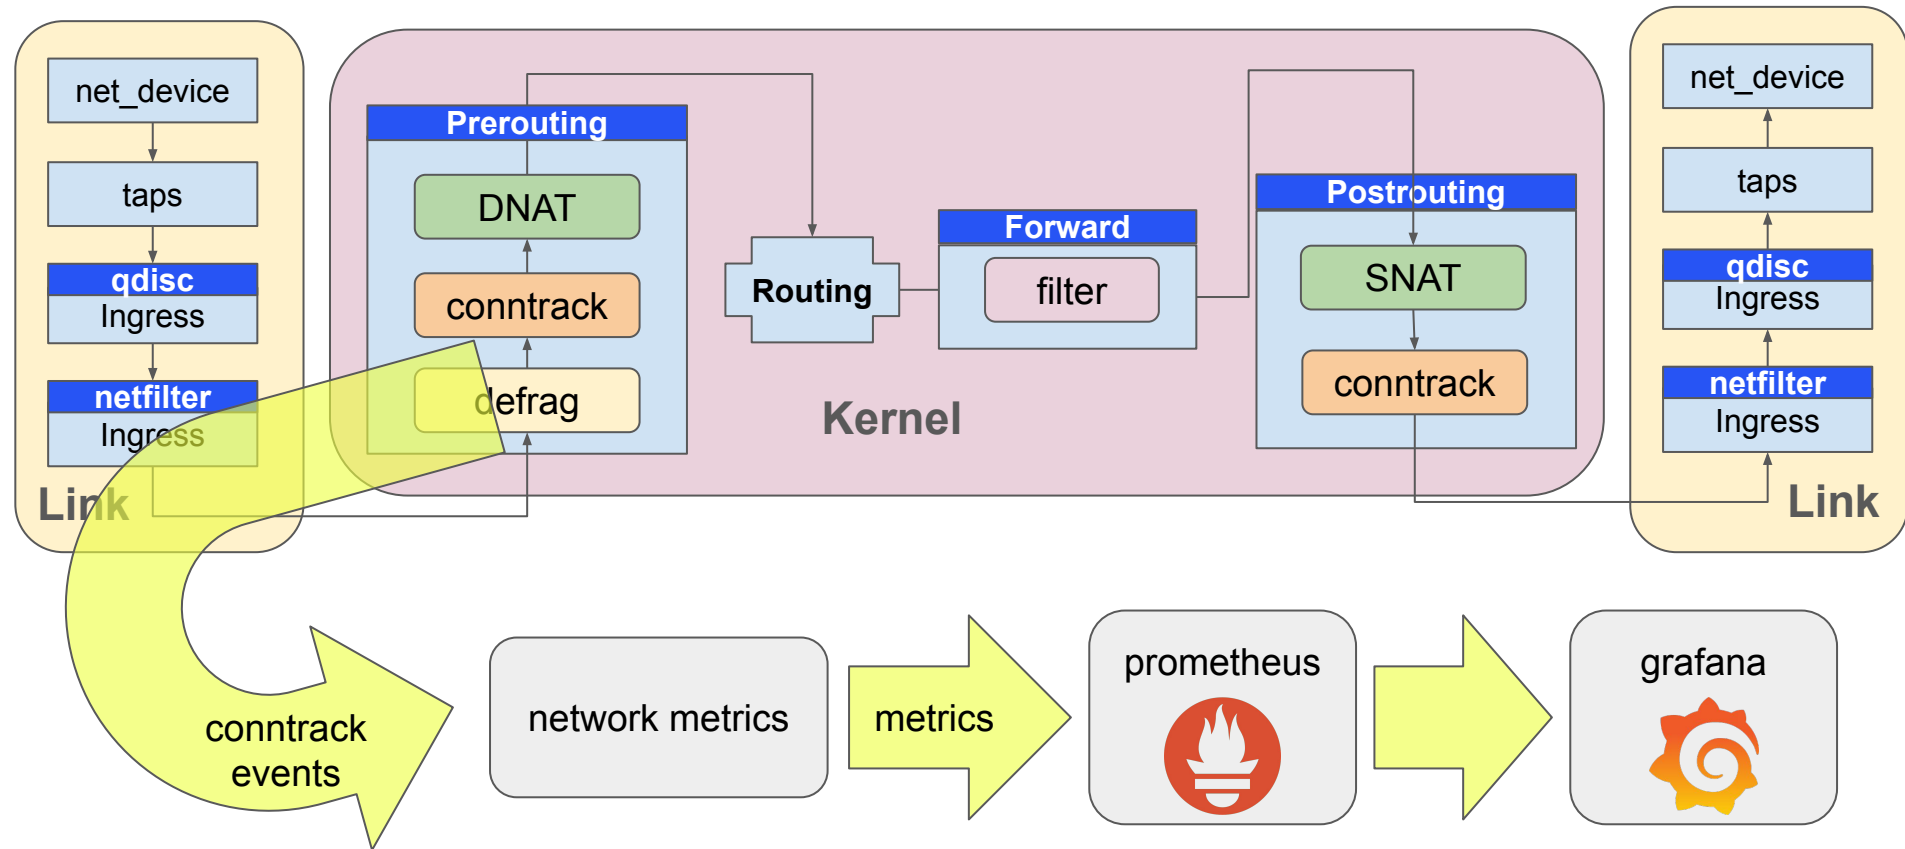 net_device
taps
qdisc
Ingress
netfilter
Ingress
Link
Prerouting
DNAT
conntrack
defrag
Kernel
Routing
Forward
filter
Postrouting
SNAT
conntrack
net_device
taps
qdisc
Ingress
netfilter
Ingress
Link
conntrack
events
network metrics
metrics
prometheus
grafana